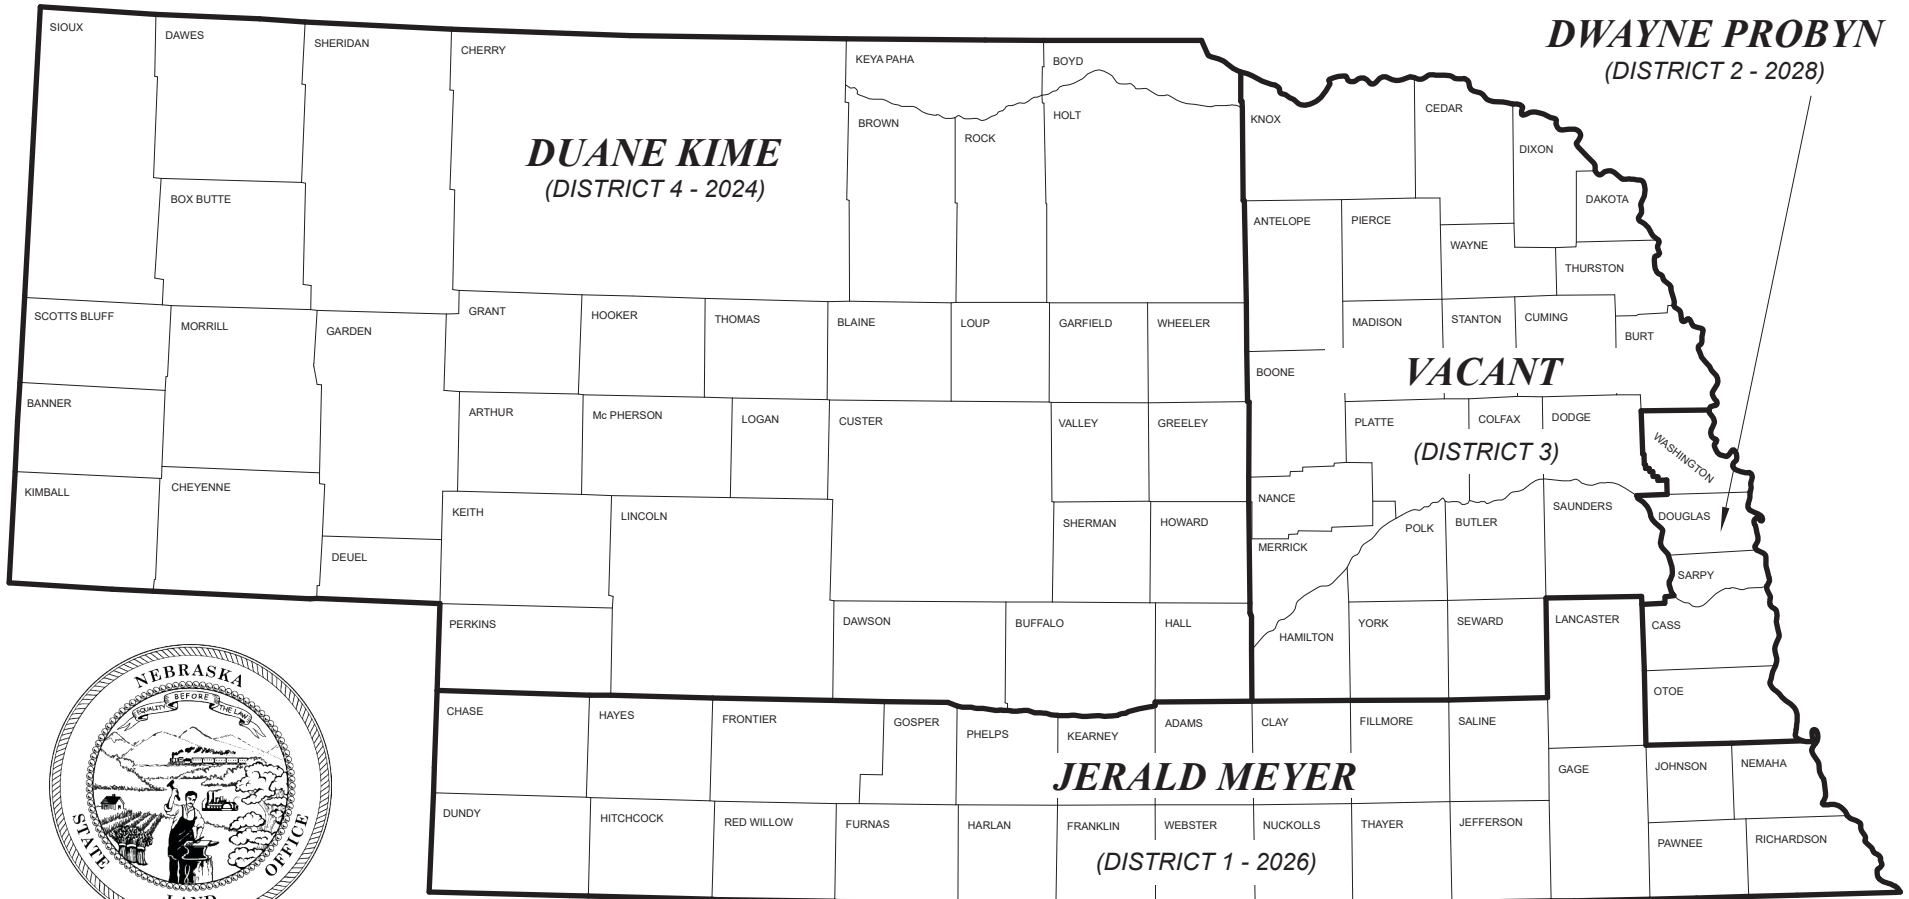 DWAYNE PROBYN
(DISTRICT 2 - 2028)
SIOUX
DAWES
SHERIDAN
CHERRY
KEYA PAHA
BOYD
BROWN
ROCK
HOLT
KNOX
CEDAR
DIXON
DAKOTA
DUANE KIME
(DISTRICT 4 - 2024)
BOX BUTTE
ANTELOPE
PIERCE
WAYNE
THURSTON
SCOTTS BLUFF
MORRILL
GARDEN
GRANT
HOOKER
THOMAS
BLAINE
LOUP
GARFIELD
WHEELER
MADISON
STANTON
CUMING
BURT
BOONE
VACANT
(DISTRICT 3)
BANNER
ARTHUR
Mc PHERSON
LOGAN
CUSTER
VALLEY
GREELEY
PLATTE
COLFAX
DODGE
WASHINGTON
KIMBALL
CHEYENNE
KEITH
LINCOLN
SHERMAN
HOWARD
NANCE
MERRICK
POLK
BUTLER
SAUNDERS
DOUGLAS
SARPY
DEUEL
PERKINS
DAWSON
BUFFALO
HALL
HAMILTON
YORK
SEWARD
LANCASTER
CASS
OTOE
CHASE
HAYES
FRONTIER
GOSPER
PHELPS
KEARNEY
ADAMS
CLAY
FILLMORE
SALINE
GAGE
JOHNSON
NEMAHA
JERALD MEYER
(DISTRICT 1 - 2026)
DUNDY
HITCHCOCK
RED WILLOW
FURNAS
HARLAN
FRANKLIN
WEBSTER
NUCKOLLS
THAYER
JEFFERSON
PAWNEE
RICHARDSON
NEBRASKA
STATE
LAND
OFFICE
EQUALITY BEFORE THE LAW